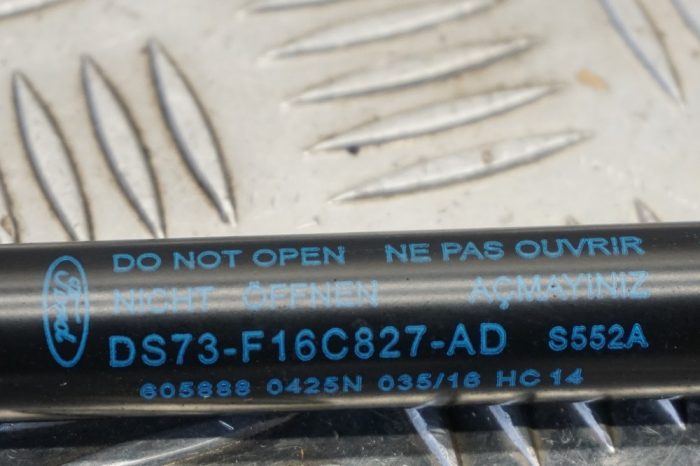 Ford
DO NOT OPEN NE PAS OUVRIR
NICHT ÖFFNEN AÇMAYINIZ
DS73-F16C827-AD S552A
605888 0425N 035/16 HC 14